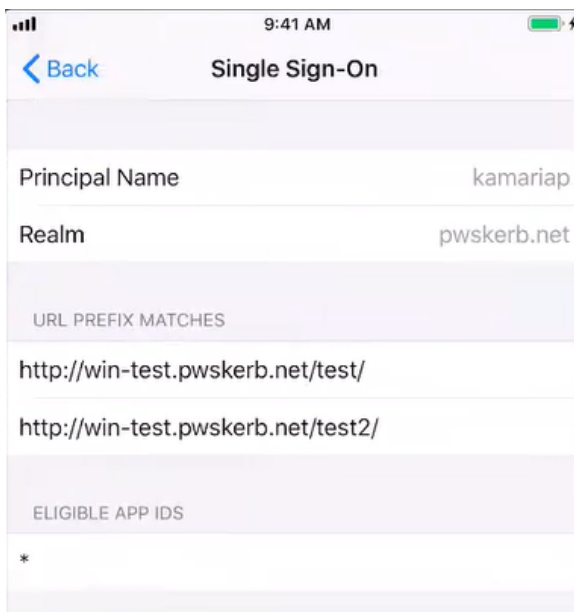 9:41 AM
Back
Single Sign-On
Principal Name kamariap
Realm pwskerb.net
URL PREFIX MATCHES
http://win-test.pwskerb.net/test/
http://win-test.pwskerb.net/test2/
ELIGIBLE APP IDS
*